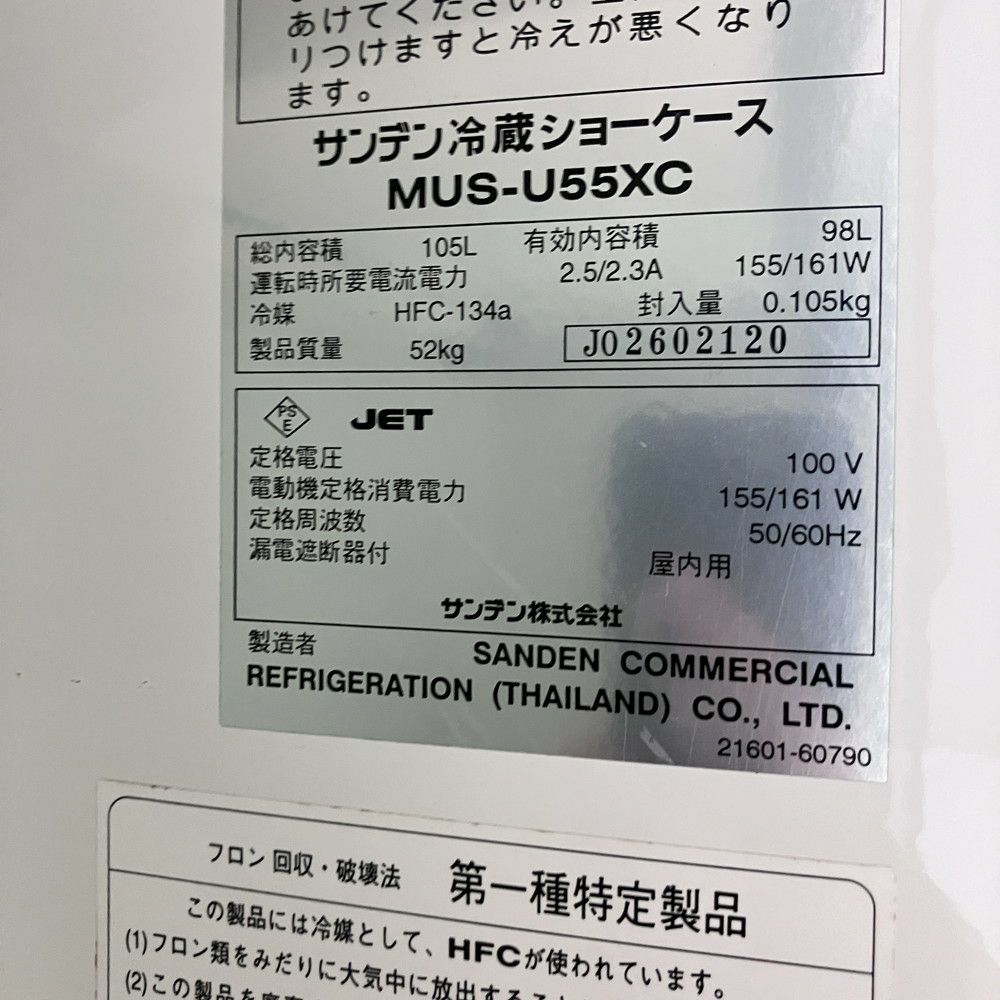 あけてください。
りつけますと冷えが悪くなり
ます。
サンデン冷蔵ショーケース
MUS-U55XC
総内容積 105L 有効内容積 98L
運転時所要電流電力 2.5/2.3A 155/161W
冷媒 HFC-134a 封入量 0.105kg
製品質量 52kg J02602120
PS E JET
定格電圧 100 V
電動機定格消費電力 155/161 W
定格周波数 50/60Hz
漏電遮断器付 屋内用
サンデン株式会社
製造者 SANDEN COMMERCIAL
REFRIGERATION (THAILAND) CO., LTD.
21601-60790
フロン回収・破壊法 第一種特定製品
この製品には冷媒として、HFCが使われています。
(1)フロン類をみだりに大気中に放出すること
(2)この製品を